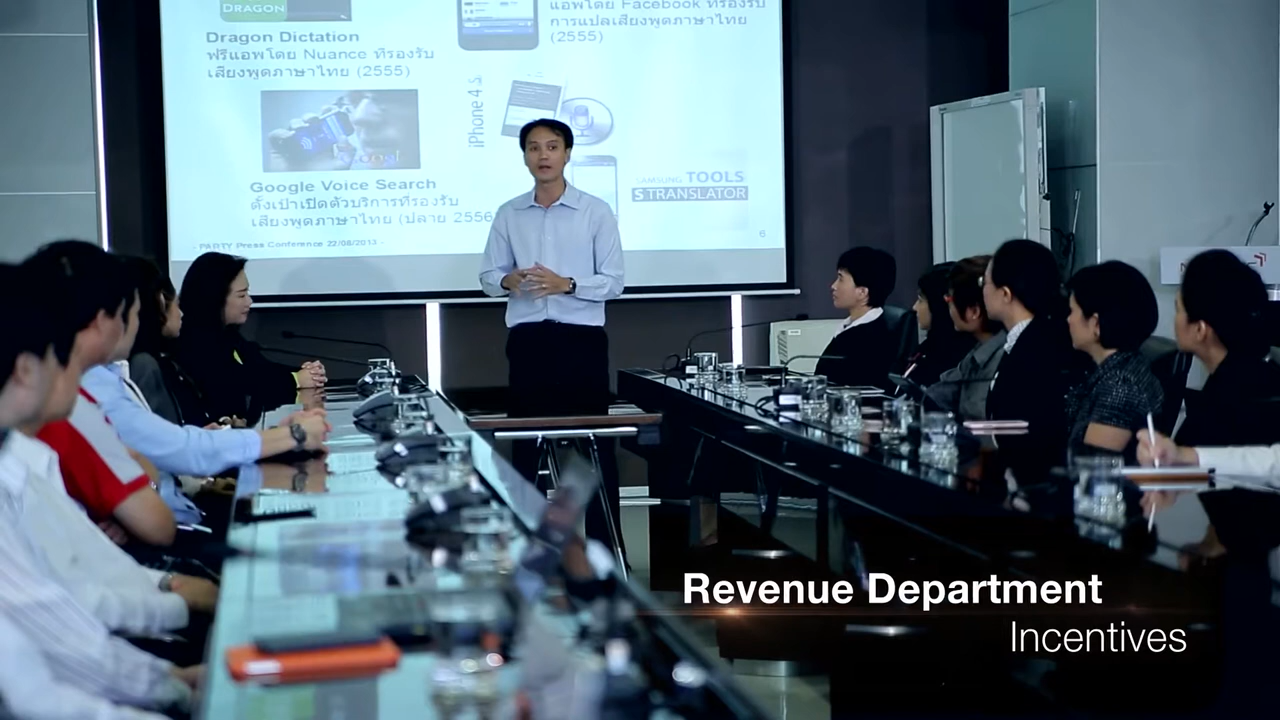 DRAGON
Dragon Dictation
ฟรีแอพโดย Nuance ที่รองรับ
เสียงพูดภาษาไทย (2555)
แอพโดย Facebook ที่รองรับ
การแปลเสียงพูดภาษาไทย
(2555)
iPhone 4 S
Google
Google Voice Search
ตั้งเป้าเปิดตัวบริการที่รองรับ
เสียงพูดภาษาไทย (ปลาย 2556
SAMSUNG TOOLS
S TRANSLATOR
- PARTY Press Conference 22/08/2013 -
6
Revenue Department
Incentives